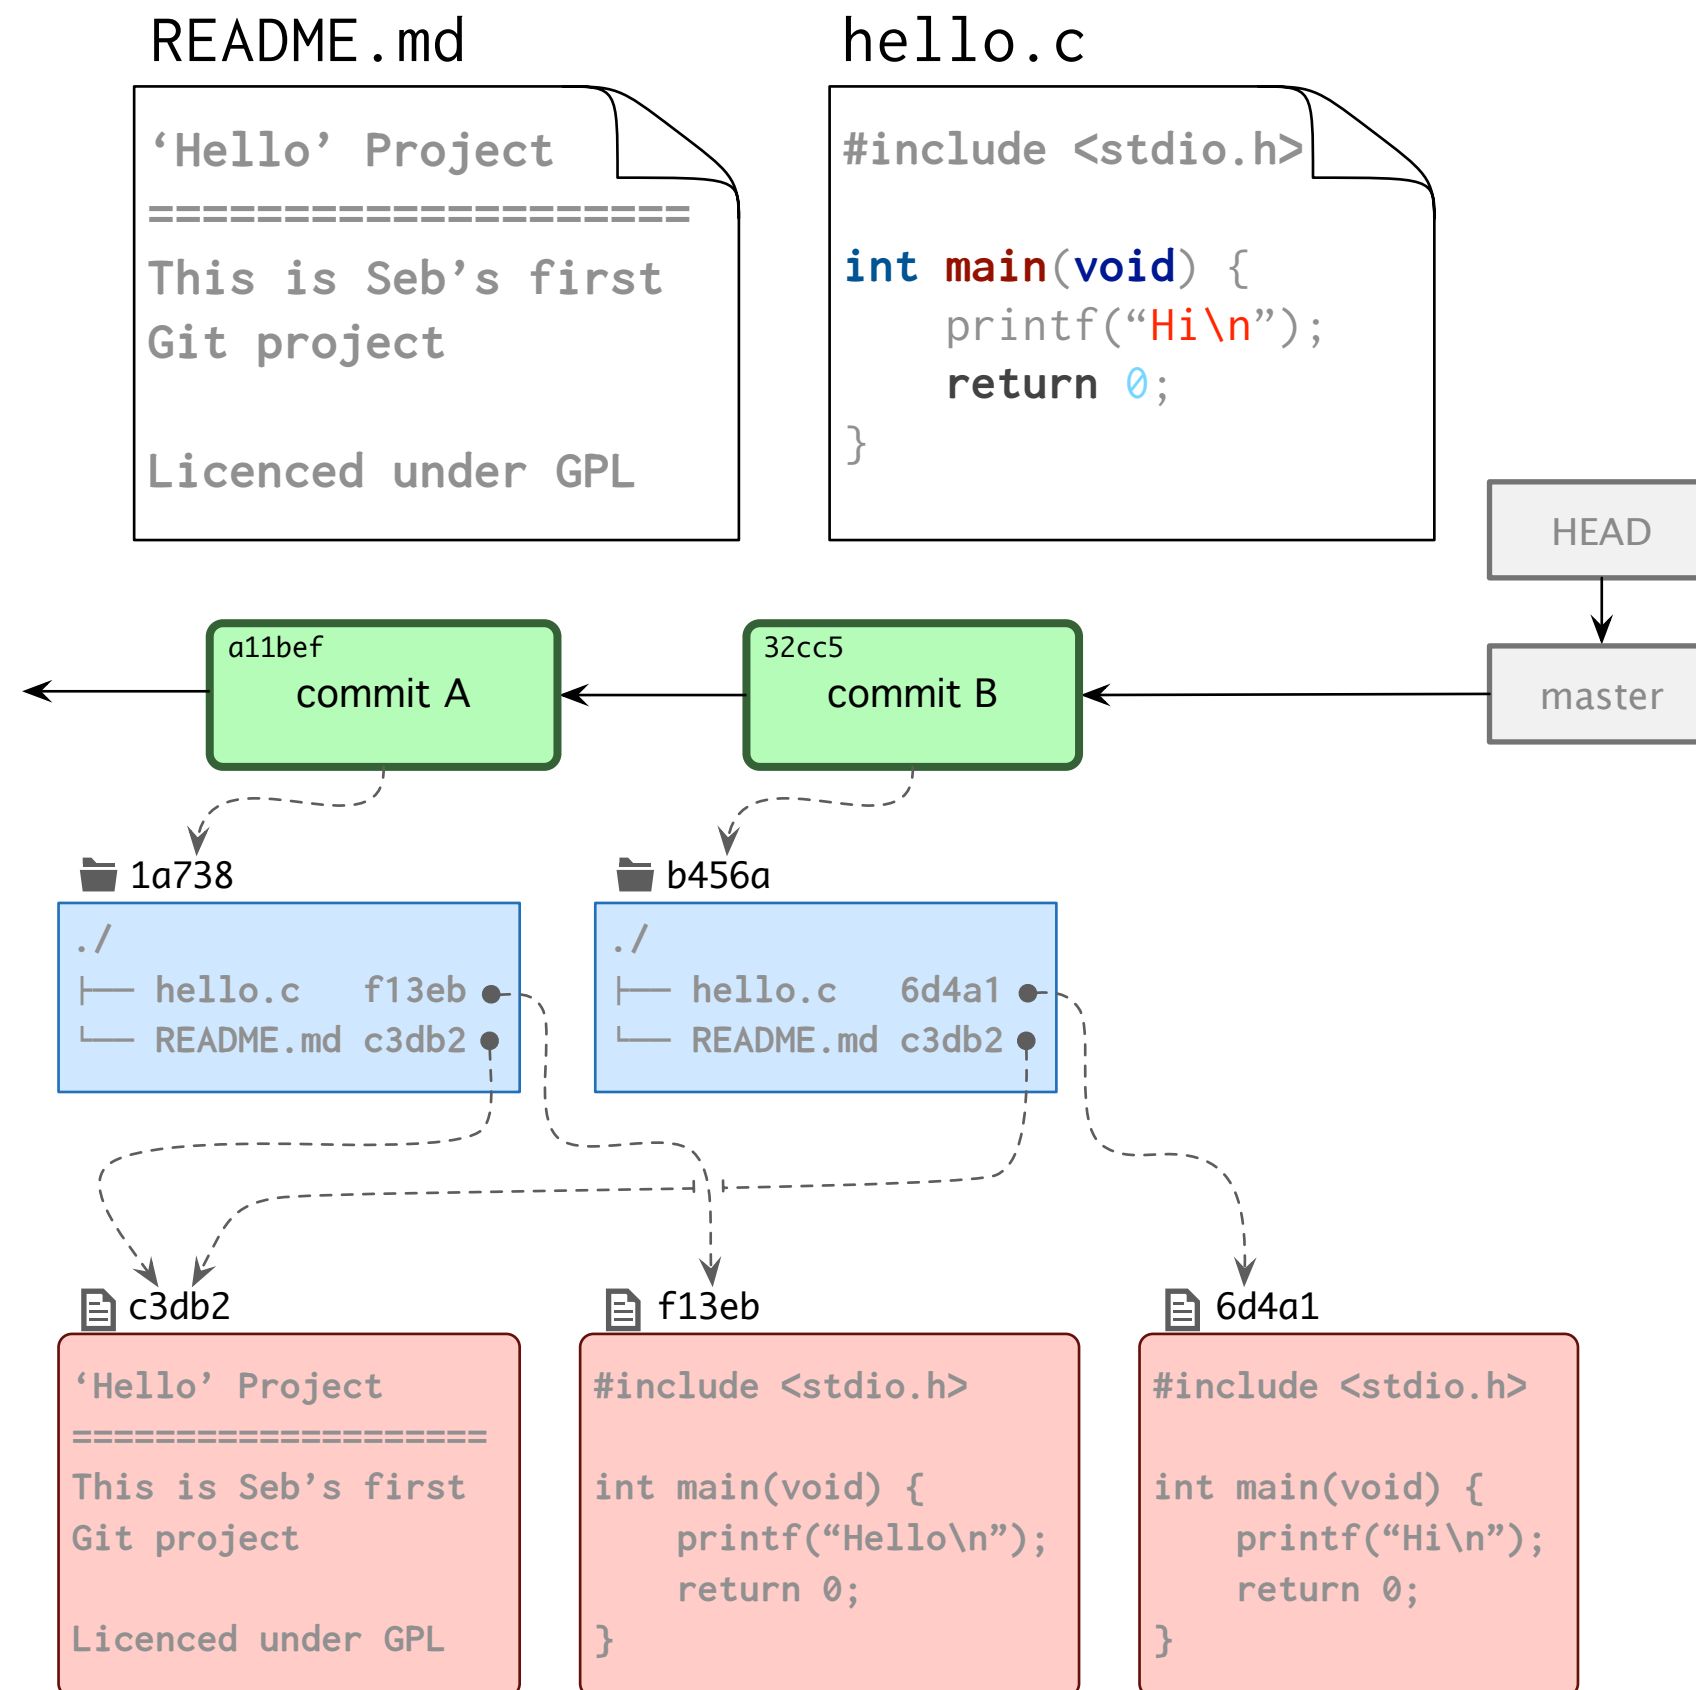 README.md
‘Hello’ Project
====================
This is Seb’s first
Git project
Licenced under GPL
hello.c
#include <stdio.h>
int main(void) {
    printf(“Hi\n”);
    return 0;
}
HEAD
master
a11bef
commit A
32cc5
commit B
1a738
./
├── hello.c   f13eb
└── README.md c3db2
b456a
./
├── hello.c   6d4a1
└── README.md c3db2
c3db2
‘Hello’ Project
====================
This is Seb’s first
Git project
Licenced under GPL
f13eb
#include <stdio.h>
int main(void) {
    printf(“Hello\n”);
    return 0;
}
6d4a1
#include <stdio.h>
int main(void) {
    printf(“Hi\n”);
    return 0;
}